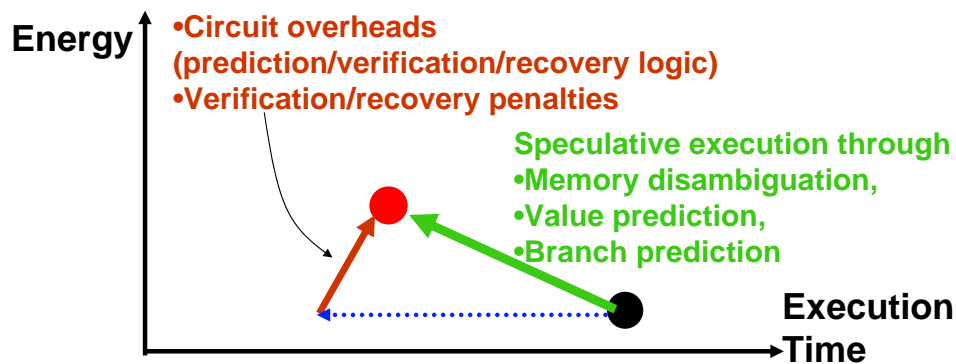 Energy
•Circuit overheads
(prediction/verification/recovery logic)
•Verification/recovery penalties
Speculative execution through
•Memory disambiguation,
•Value prediction,
•Branch prediction
Execution
Time